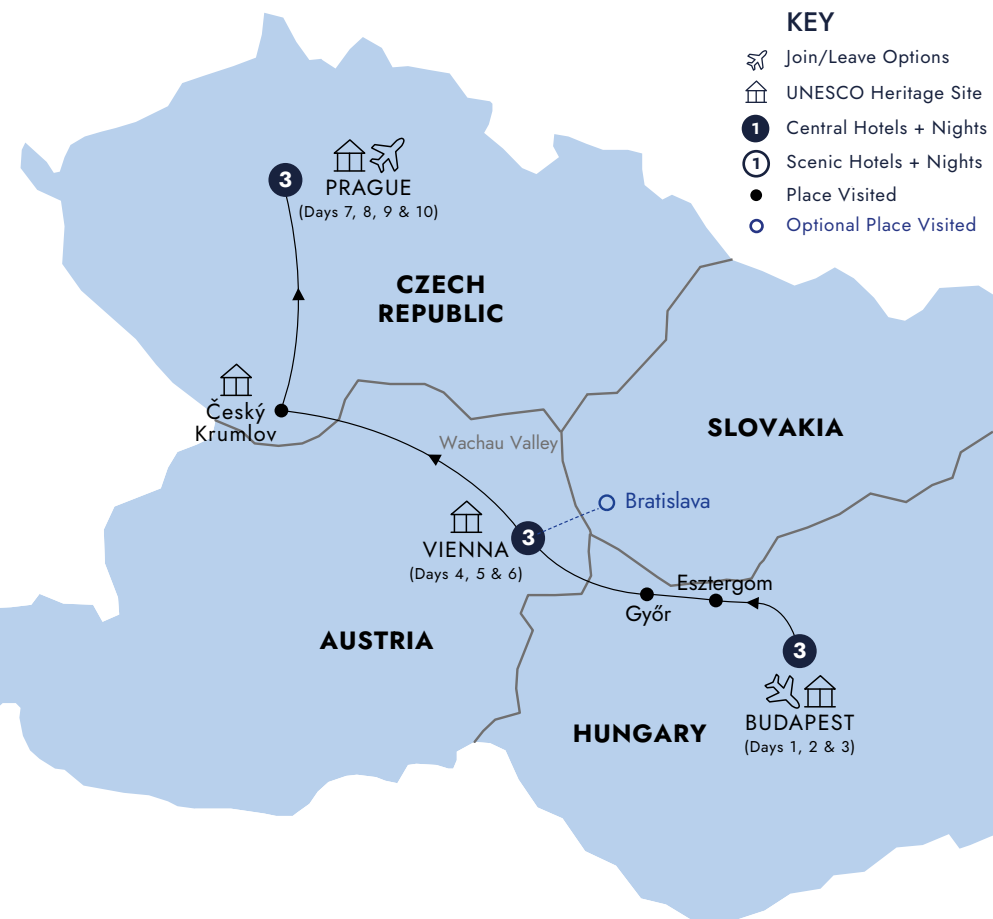 KEY
Join/Leave Options
UNESCO Heritage Site
1 Central Hotels + Nights
1 Scenic Hotels + Nights
Place Visited
Optional Place Visited
3
PRAGUE
(Days 7, 8, 9 & 10)
CZECH
REPUBLIC
Český
Krumlov
Wachau Valley
SLOVAKIA
Bratislava
3
VIENNA
(Days 4, 5 & 6)
Esztergom
Győr
AUSTRIA
3
BUDAPEST
(Days 1, 2 & 3)
HUNGARY